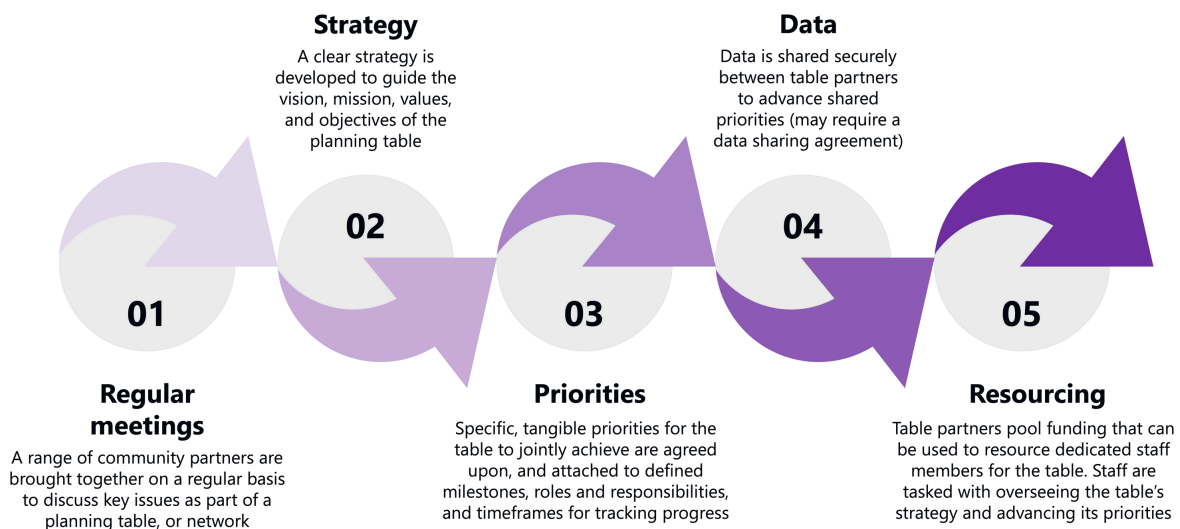 01
Regular
meetings
A range of community partners are
brought together on a regular basis
to discuss key issues as part of a
planning table, or network
Strategy
A clear strategy is
developed to guide the
vision, mission, values,
and objectives of the
planning table
02
03
Priorities
Specific, tangible priorities for the
table to jointly achieve are agreed
upon, and attached to defined
milestones, roles and responsibilities,
and timeframes for tracking progress
Data
Data is shared securely
between table partners
to advance shared
priorities (may require a
data sharing agreement)
04
05
Resourcing
Table partners pool funding that can
be used to resource dedicated staff
members for the table. Staff are
tasked with overseeing the table’s
strategy and advancing its priorities